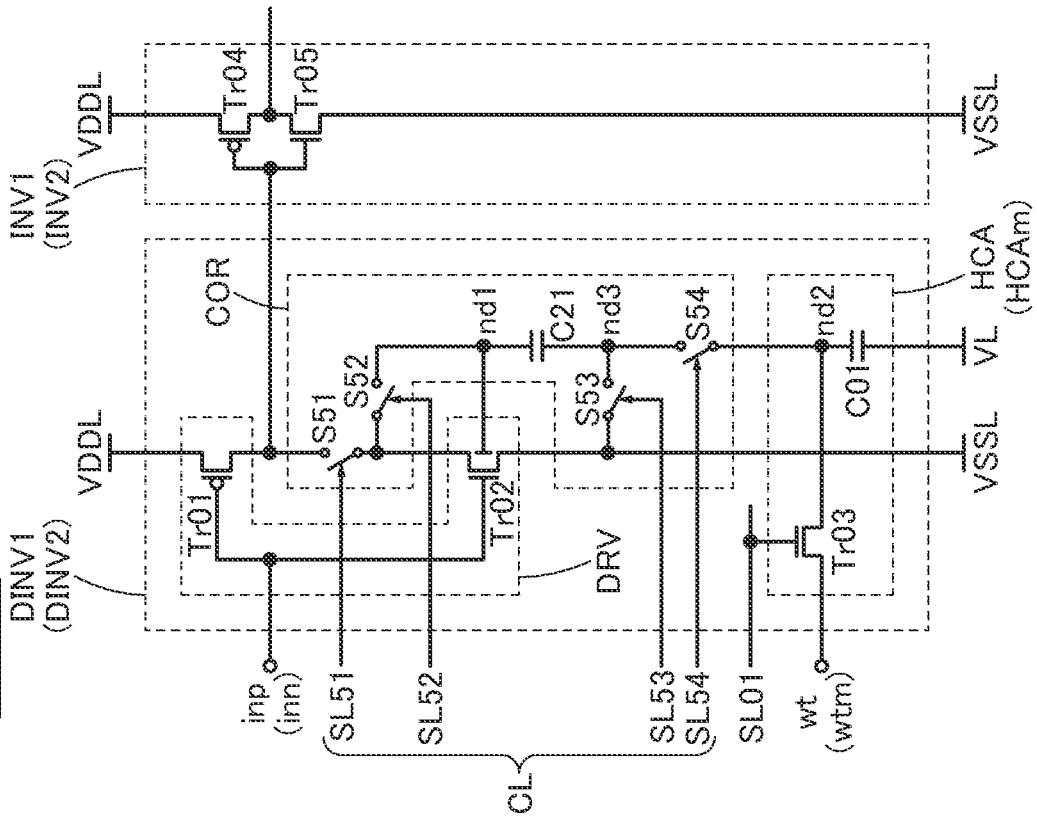 DINV1
(DINV2)
INV1
(INV2)
VDDL
VDDL
Tr01
Tr04
Tr05
COR
S51
S52
nd1
C21
nd3
S53
S54
Tr02
DRV
inp
(inn)
SL51
SL52
SL53
SL54
CL
SL01
wt
(wtm)
Tr03
nd2
C01
HCA
(HCAm)
VSSL
VL
VSSL